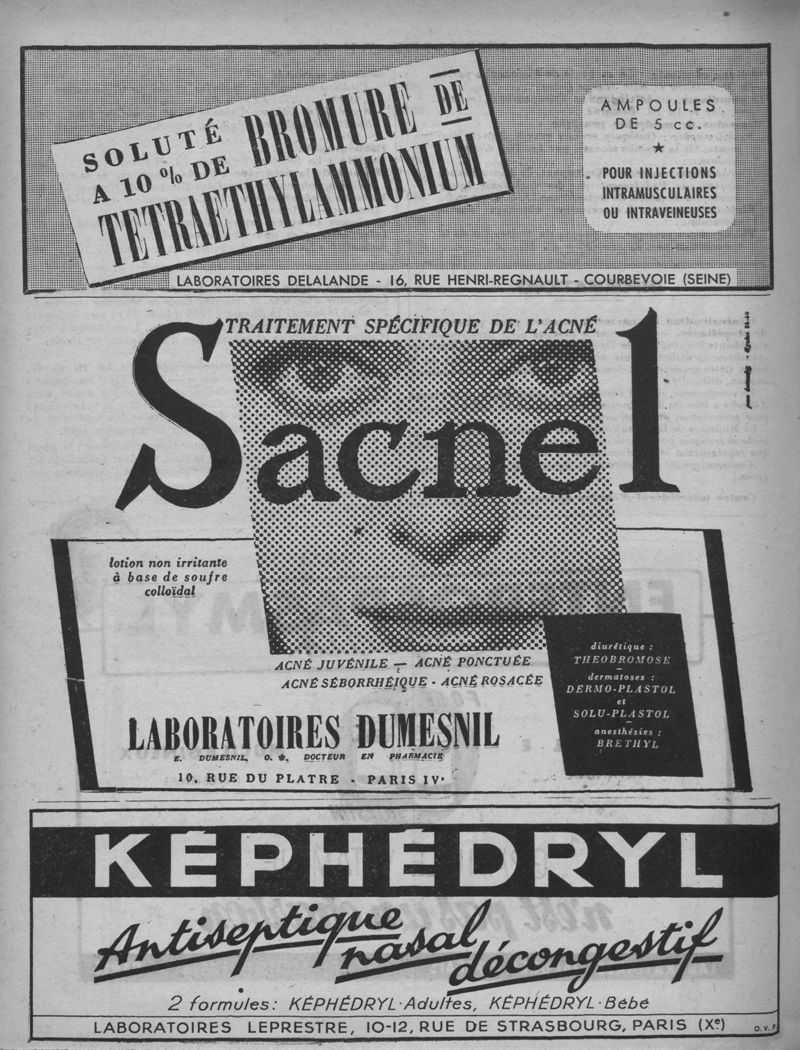 SOLUTÉ
A 10 % DE BROMURE DE
TETRAETHYLAMMONIUM
AMPOULES
DE 5 cc.
★
POUR INJECTIONS
INTRAMUSCULAIRES
OU INTRAVEINEUSES
LABORATOIRES DELALANDE - 16, RUE HENRI-REGNAULT - COURBEVOIE (SEINE)
TRAITEMENT SPÉCIFIQUE DE L'ACNÉ
Sacnel
lotion non irritante
à base de soufre
colloïdal
ACNÉ JUVÉNILE — ACNÉ PONCTUÉE
ACNÉ SÉBORRHÉIQUE - ACNÉ ROSACÉE
diurétique :
THEOBROMOSE
—
dermatoses :
DERMO-PLASTOL
et
SOLU-PLASTOL
—
anesthésies :
BRETHYL
LABORATOIRES DUMESNIL
E. DUMESNIL, O. ✻, DOCTEUR EN PHARMACIE
10, RUE DU PLATRE - PARIS IVe
KÉPHÉDRYL
Antiseptique
nasal
décongestif
2 formules: KÉPHÉDRYL-Adultes, KÉPHÉDRYL-Bébé
LABORATOIRES LEPRESTRE, 10-12, RUE DE STRASBOURG, PARIS (Xe)
O.V.P.